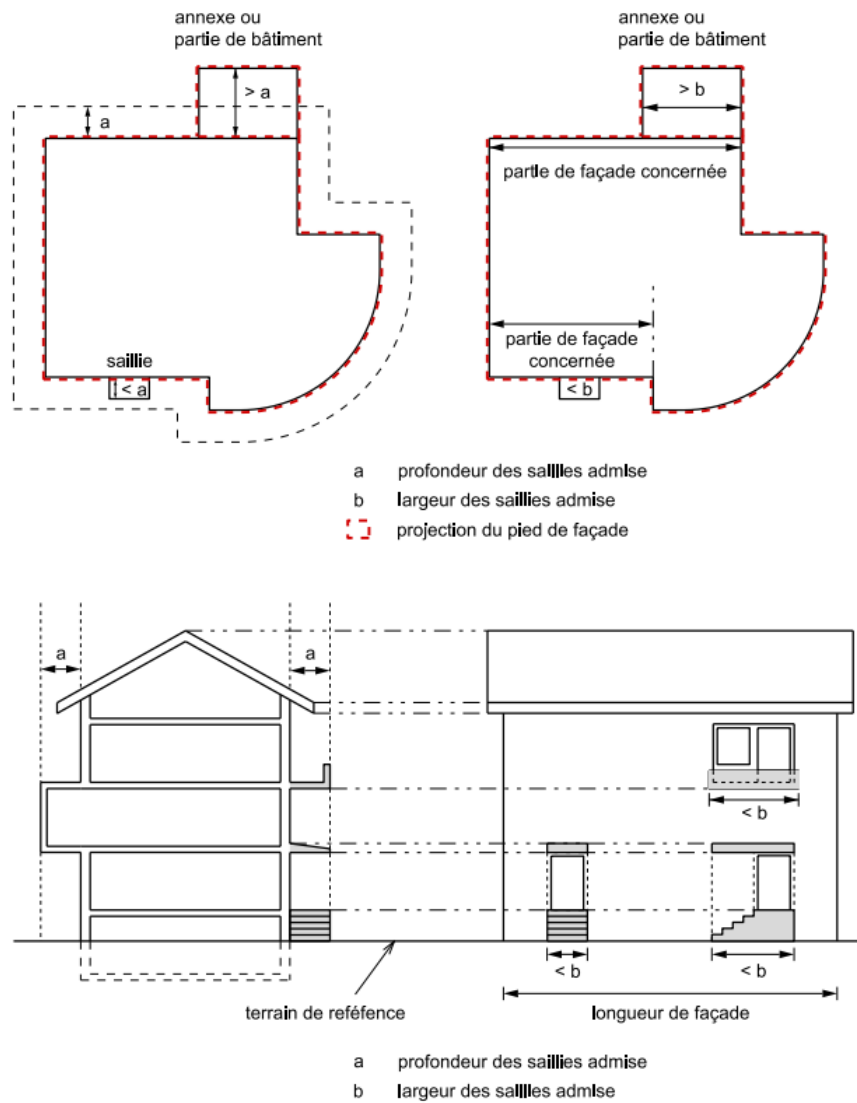 annexe ou
partie de bâtiment
> a
a
saillie
< a
annexe ou
partie de bâtiment
> b
partie de façade concernée
partie de façade
concernée
< b
a profondeur des saillies admise
b largeur des saillies admise
projection du pied de façade
a
a
< b
< b
< b
terrain de reféfence
longueur de façade
a profondeur des saillies admise
b largeur des saillies admise